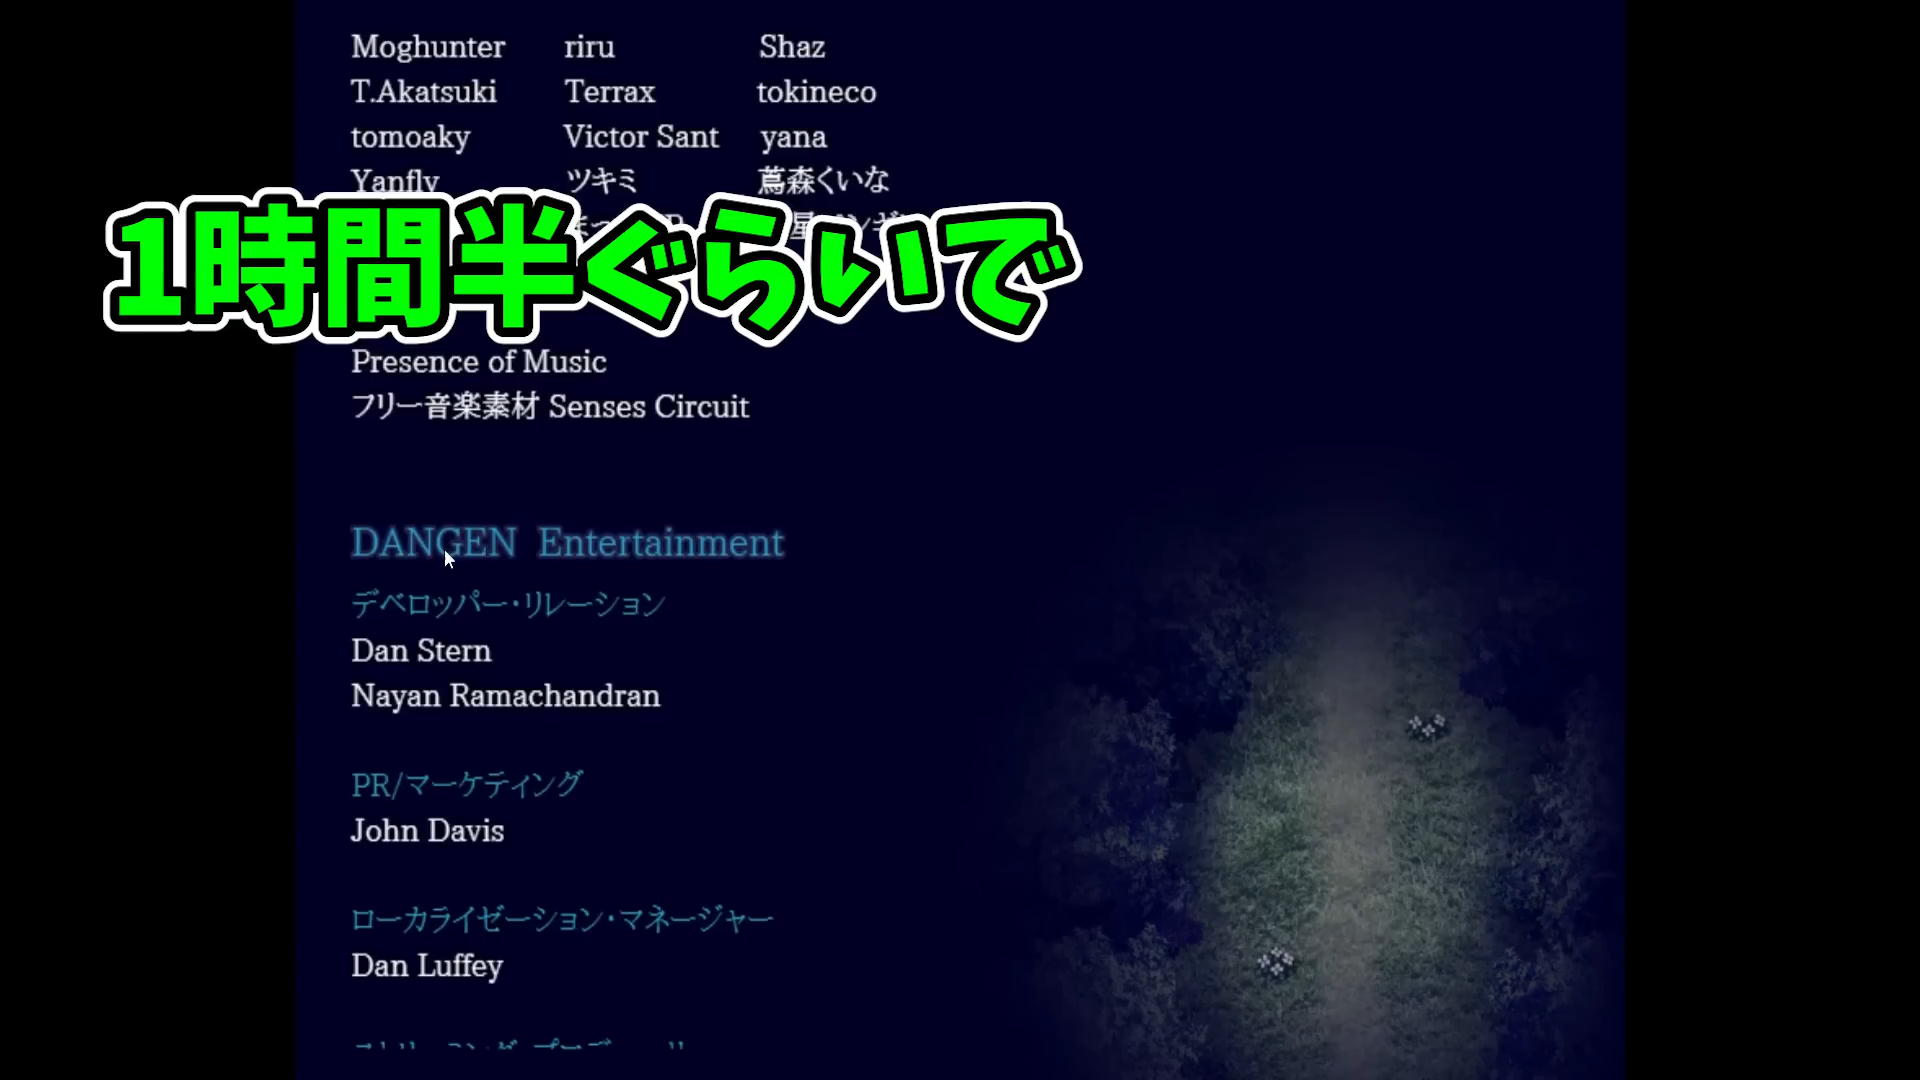 Moghunter riru Shaz
T.Akatsuki Terrax tokineco
tomoaky Victor Sant yana
Yanfly ツキミ 蔦森くいな
1時間半ぐらいで
Presence of Music
フリー音楽素材 Senses Circuit
DANGEN Entertainment
デベロッパー・リレーション
Dan Stern
Nayan Ramachandran
PR/マーケティング
John Davis
ローカライゼーション・マネージャー
Dan Luffey